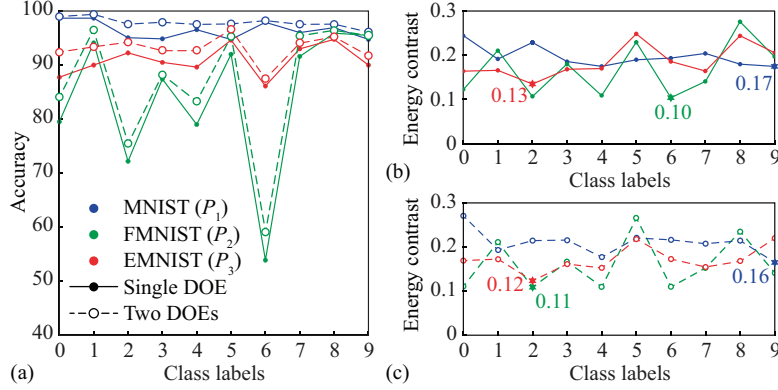 100
90
80
70
60
50
40
Accuracy
MNIST (P1)
FMNIST (P2)
EMNIST (P3)
Single DOE
Two DOEs
0 1 2 3 4 5 6 7 8 9
Class labels
(a)
0.3
0.2
0.1
0
Energy contrast
0.13
0.10
0.17
0 1 2 3 4 5 6 7 8 9
Class labels
(b)
0.3
0.2
0.1
0
Energy contrast
0.12
0.11
0.16
0 1 2 3 4 5 6 7 8 9
Class labels
(c)